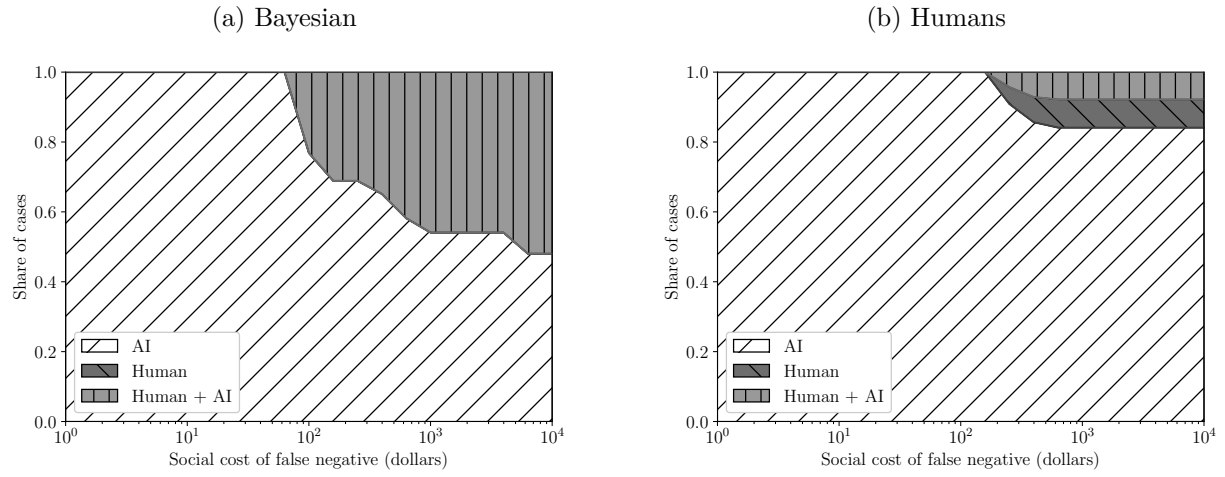 (a) Bayesian
Share of cases
1.0
0.8
0.6
0.4
0.2
0.0
AI
Human
Human + AI
10^0
10^1
10^2
10^3
10^4
Social cost of false negative (dollars)
(b) Humans
Share of cases
1.0
0.8
0.6
0.4
0.2
0.0
AI
Human
Human + AI
10^0
10^1
10^2
10^3
10^4
Social cost of false negative (dollars)